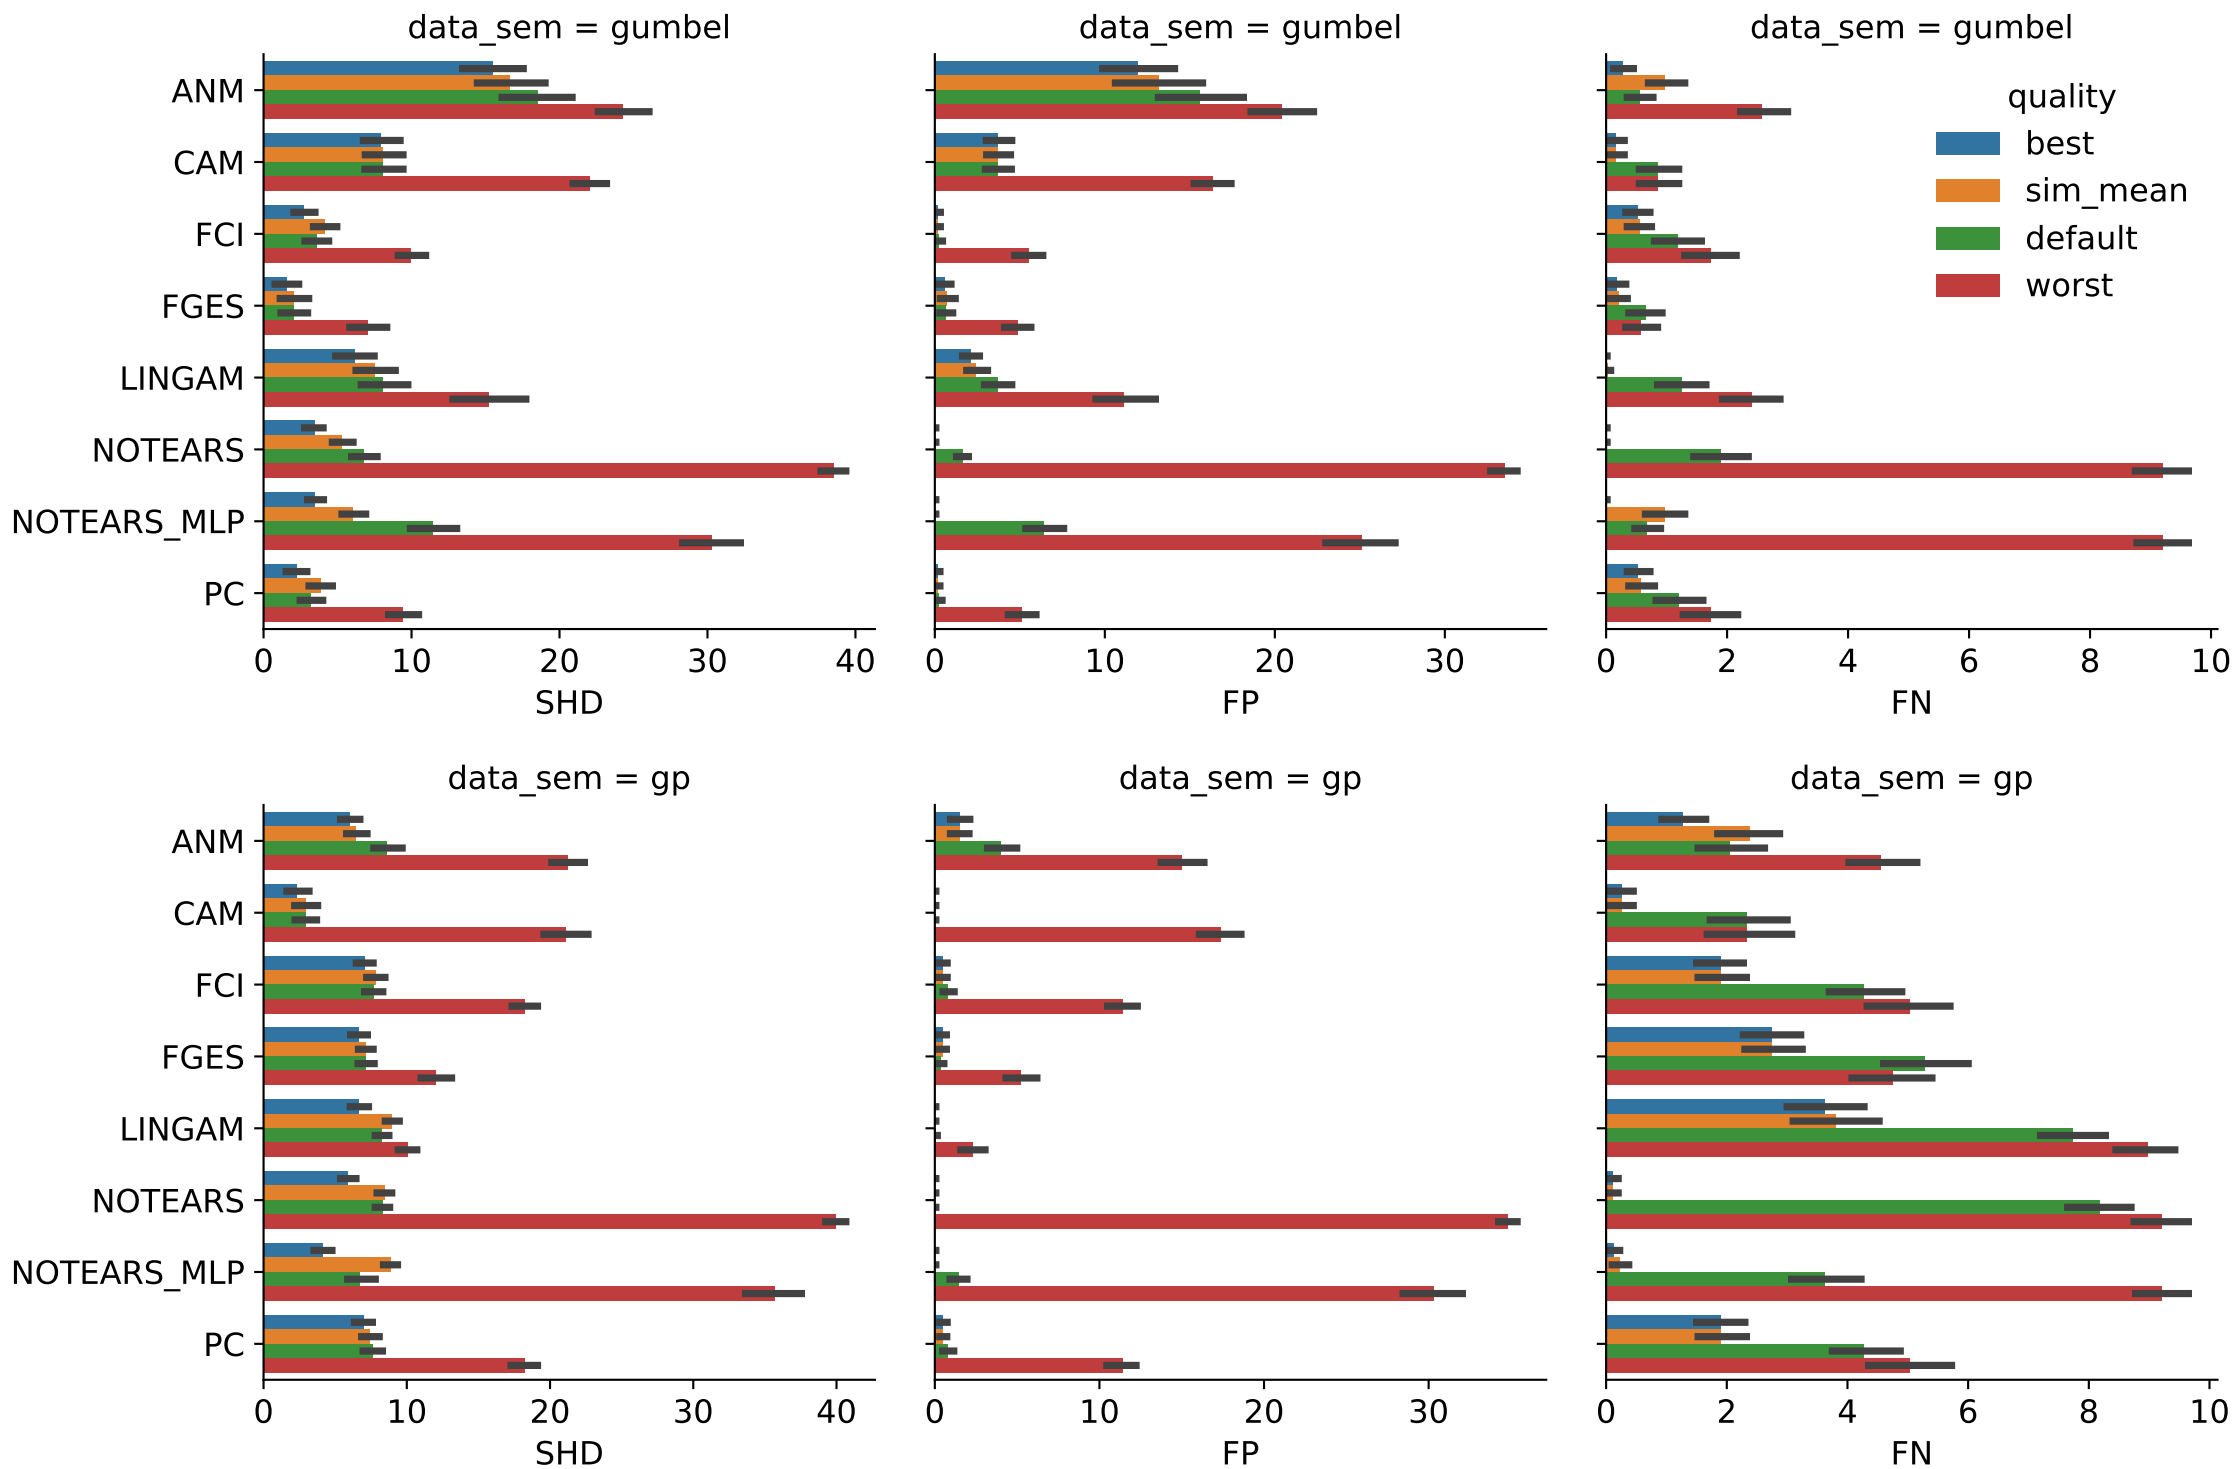 data_sem = gumbel
data_sem = gumbel
data_sem = gumbel
ANM
CAM
FCI
FGES
LINGAM
NOTEARS
NOTEARS_MLP
PC
quality
best
sim_mean
default
worst
0 10 20 30 40
SHD
0 10 20 30
FP
0 2 4 6 8 10
FN
data_sem = gp
data_sem = gp
data_sem = gp
ANM
CAM
FCI
FGES
LINGAM
NOTEARS
NOTEARS_MLP
PC
0 10 20 30 40
SHD
0 10 20 30
FP
0 2 4 6 8 10
FN